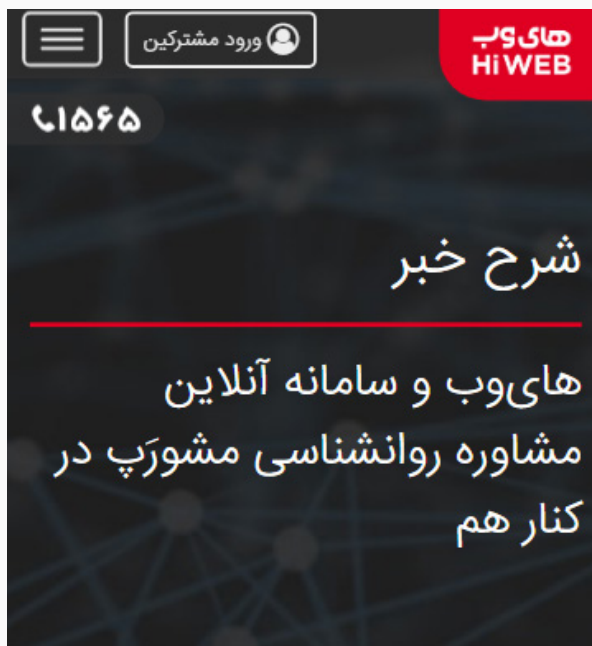 های وب
HiWEB
ورود مشترکین
۱۵۶۵
شرح خبر
های‌وب و سامانه آنلاین
مشاوره روانشناسی مشورَپ در
کنار هم